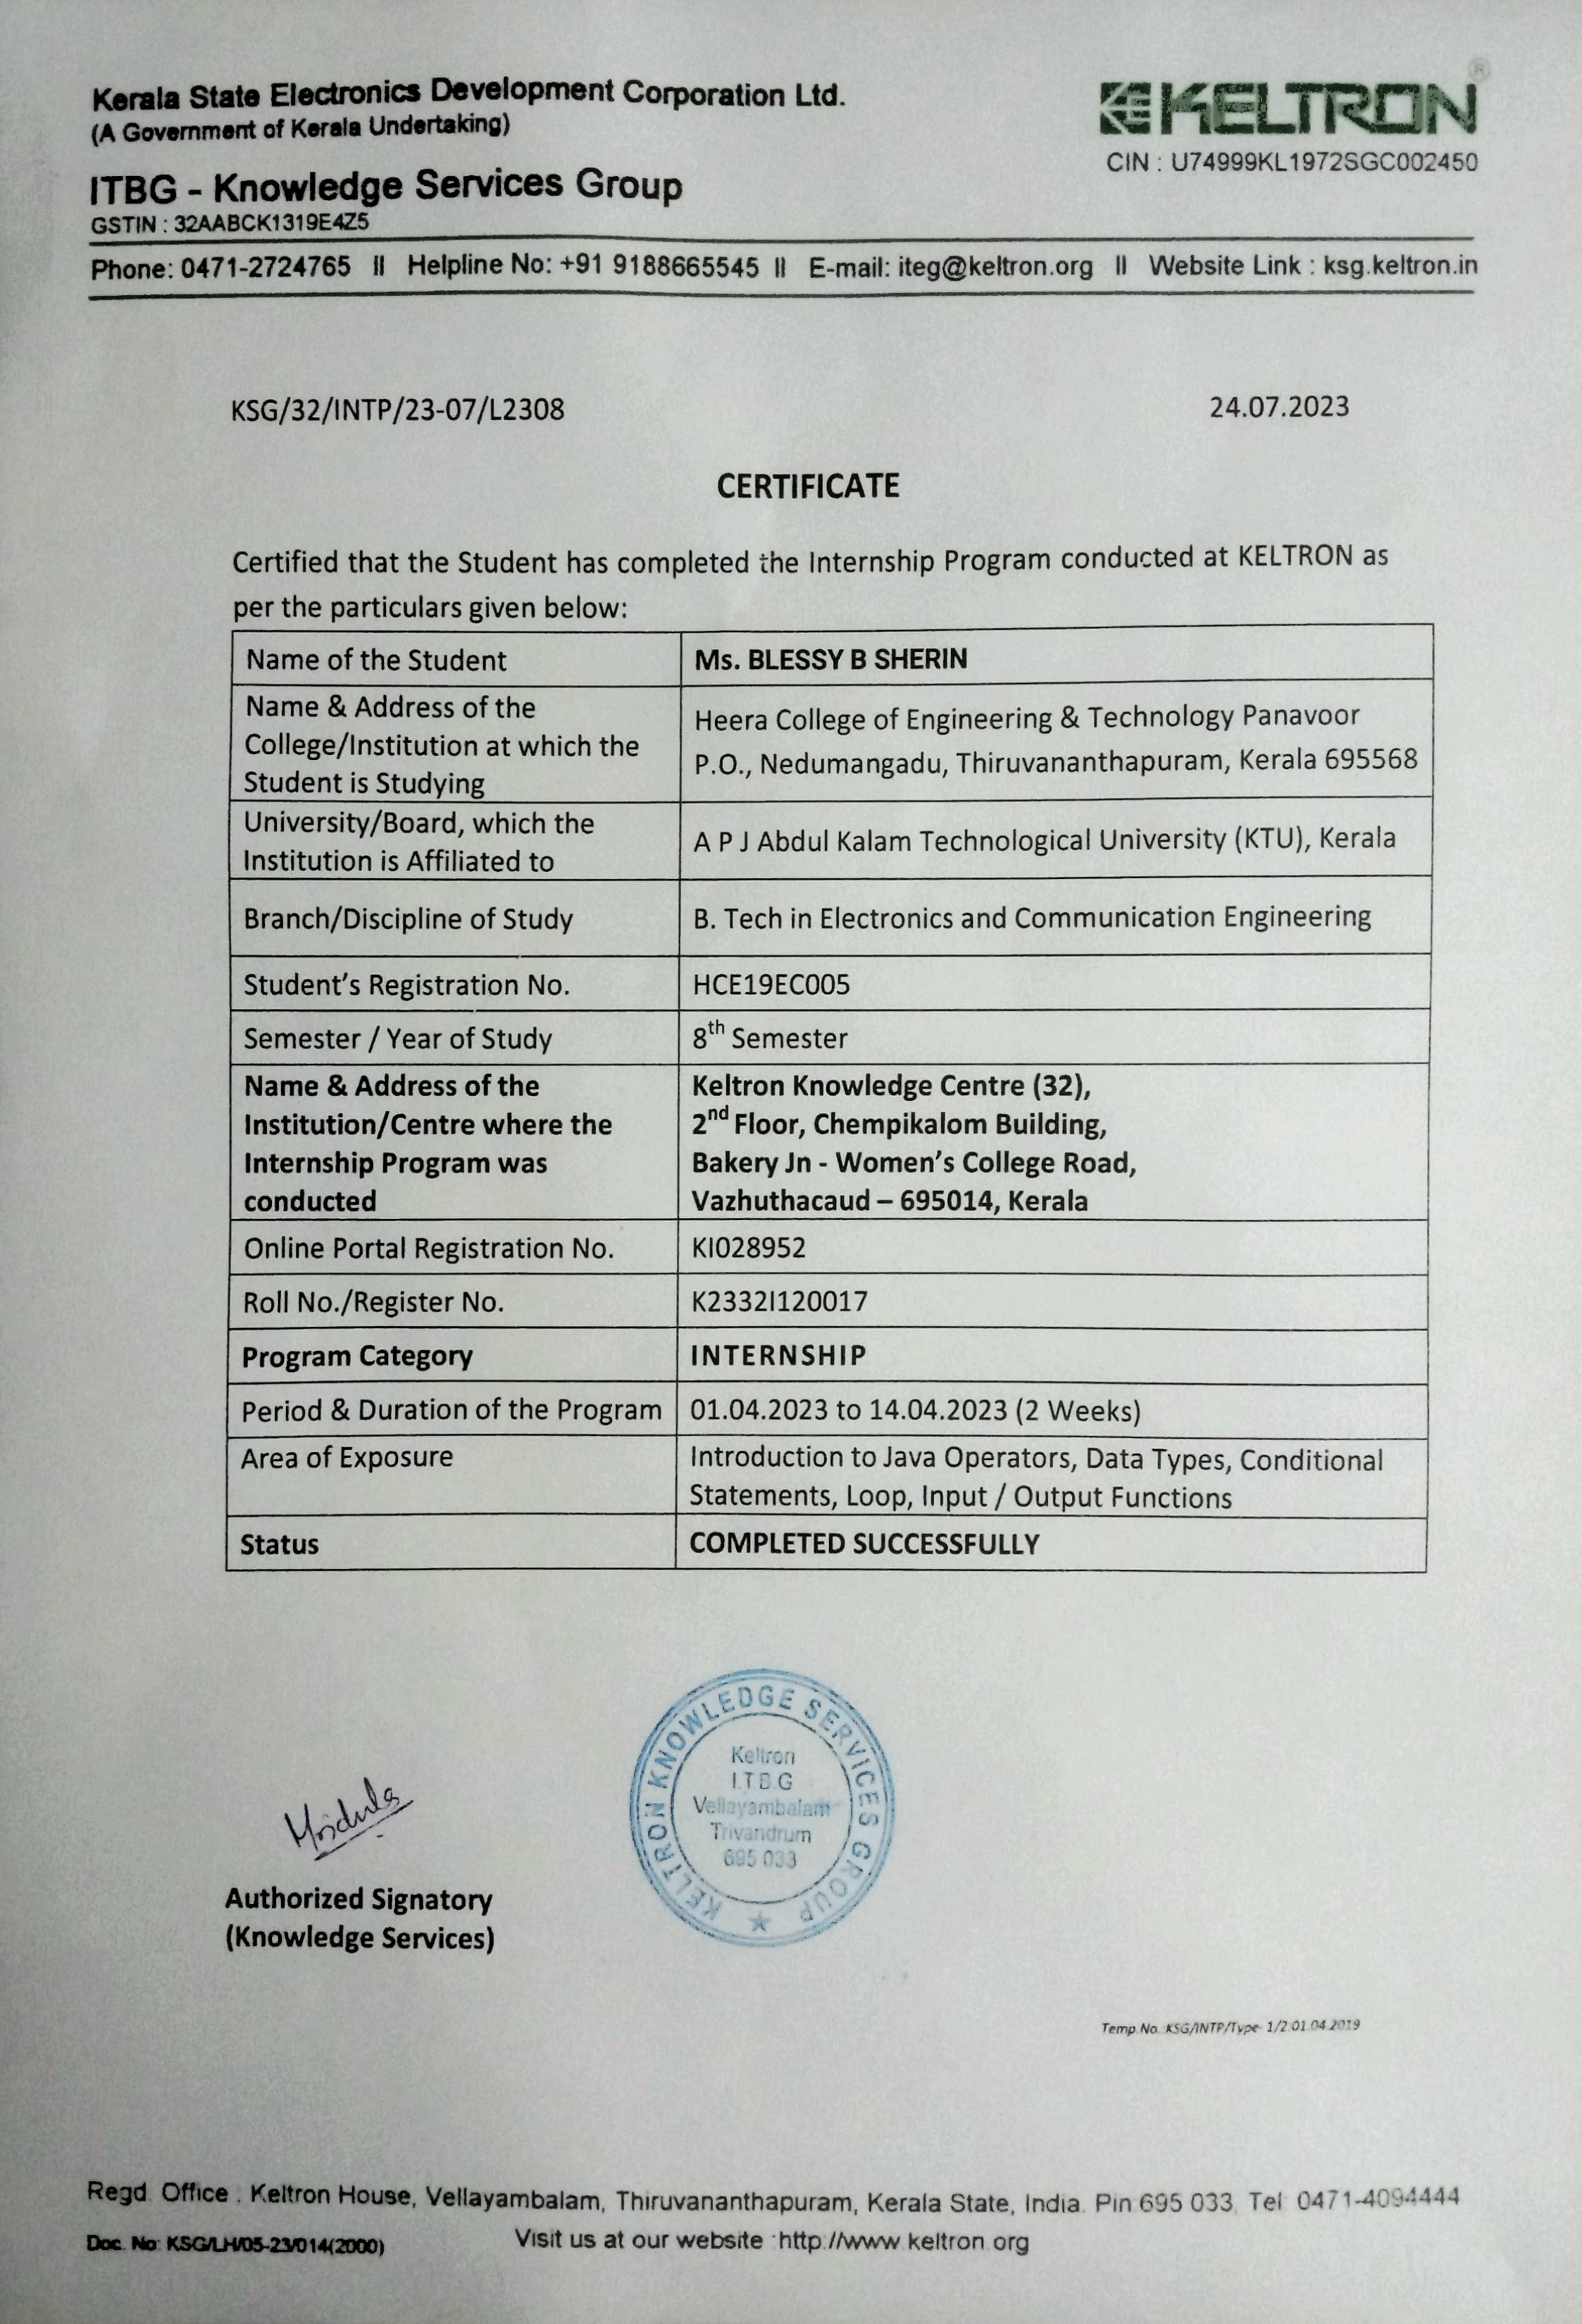 Kerala State Electronics Development Corporation Ltd.
(A Government of Kerala Undertaking)
ITBG - Knowledge Services Group
GSTIN : 32AABCK1319E4Z5
KELTRON
®
CIN : U74999KL1972SGC002450
Phone: 0471-2724765 || Helpline No: +91 9188665545 || E-mail: iteg@keltron.org || Website Link : ksg.keltron.in
KSG/32/INTP/23-07/L2308 24.07.2023
CERTIFICATE
Certified that the Student has completed the Internship Program conducted at KELTRON as
per the particulars given below:
Name of the Student
Ms. BLESSY B SHERIN
Name & Address of the
College/Institution at which the
Student is Studying
Heera College of Engineering & Technology Panavoor
P.O., Nedumangadu, Thiruvananthapuram, Kerala 695568
University/Board, which the
Institution is Affiliated to
A P J Abdul Kalam Technological University (KTU), Kerala
Branch/Discipline of Study
B. Tech in Electronics and Communication Engineering
Student's Registration No.
HCE19EC005
Semester / Year of Study
8th Semester
Name & Address of the
Institution/Centre where the
Internship Program was
conducted
Keltron Knowledge Centre (32),
2nd Floor, Chempikalom Building,
Bakery Jn - Women's College Road,
Vazhuthacaud – 695014, Kerala
Online Portal Registration No.
KI028952
Roll No./Register No.
K2332I120017
Program Category
INTERNSHIP
Period & Duration of the Program
01.04.2023 to 14.04.2023 (2 Weeks)
Area of Exposure
Introduction to Java Operators, Data Types, Conditional
Statements, Loop, Input / Output Functions
Status
COMPLETED SUCCESSFULLY
Mridula
Authorized Signatory
(Knowledge Services)
KELTRON KNOWLEDGE SERVICES GROUP
Keltron
I.T.B.G
Vellayambalam
Trivandrum
695 033
Temp.No. KSG/INTP/Type-1/2.01.04.2019
Regd. Office : Keltron House, Vellayambalam, Thiruvananthapuram, Kerala State, India. Pin 695 033, Tel: 0471-4094444
Doc. No: KSG/LH/05-23/014(2000)
Visit us at our website :http://www.keltron.org